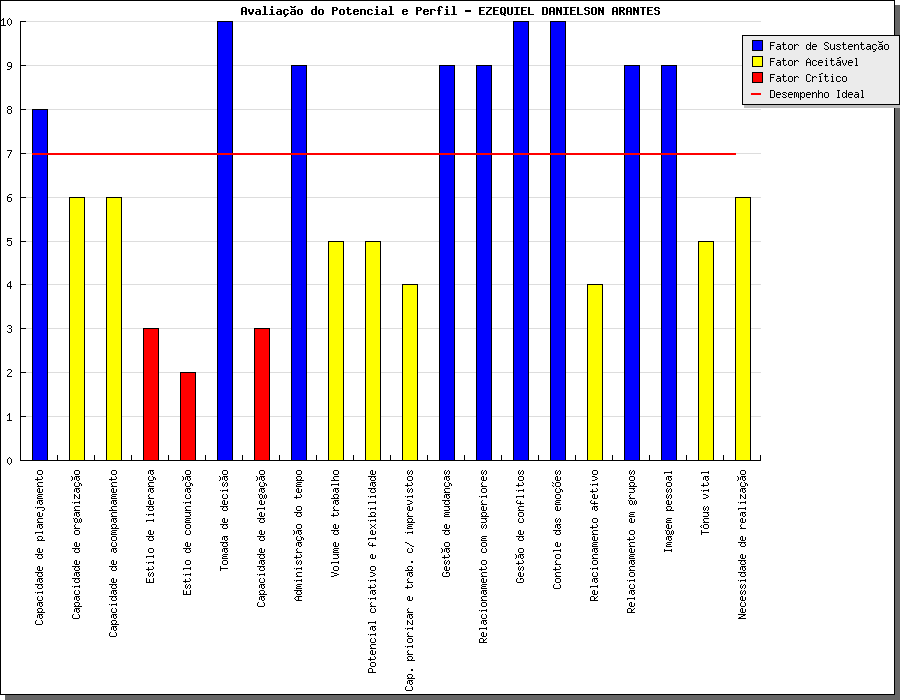 Avaliação do Potencial e Perfil - EZEQUIEL DANIELSON ARANTES
Fator de Sustentação
Fator Aceitável
Fator Crítico
Desempenho Ideal
10
9
8
7
6
5
4
3
2
1
0
Capacidade de planejamento
Capacidade de organização
Capacidade de acompanhamento
Estilo de liderança
Estilo de comunicação
Tomada de decisão
Capacidade de delegação
Administração do tempo
Volume de trabalho
Potencial criativo e flexibilidade
Cap. priorizar e trab. c/ imprevistos
Gestão de mudanças
Relacionamento com superiores
Gestão de conflitos
Controle das emoções
Relacionamento afetivo
Relacionamento em grupos
Imagem pessoal
Tônus vital
Necessidade de realização